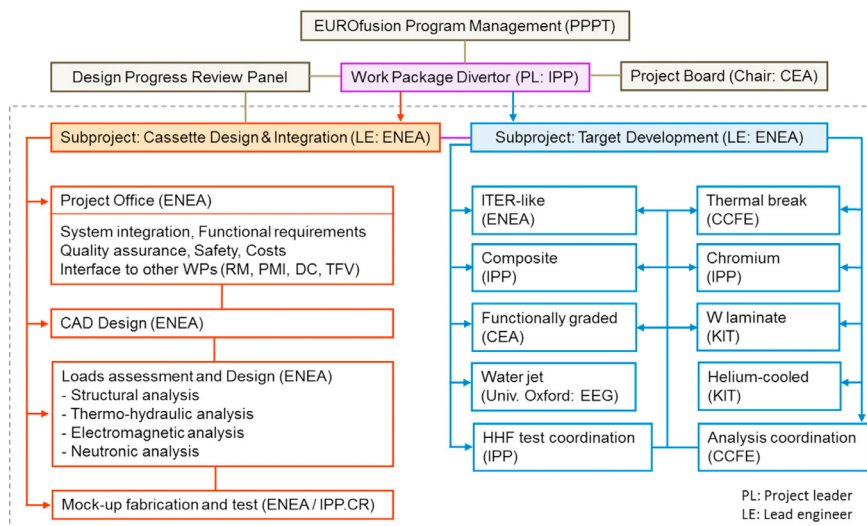 EUROfusion Program Management (PPPT)
Design Progress Review Panel
Work Package Divertor (PL: IPP)
Project Board (Chair: CEA)
Subproject: Cassette Design & Integration (LE: ENEA)
Subproject: Target Development (LE: ENEA)
Project Office (ENEA)
System integration, Functional requirements
Quality assurance, Safety, Costs
Interface to other WPs (RM, PMI, DC, TFV)
CAD Design (ENEA)
Loads assessment and Design (ENEA)
- Structural analysis
- Thermo-hydraulic analysis
- Electromagnetic analysis
- Neutronic analysis
Mock-up fabrication and test (ENEA / IPP.CR)
ITER-like
(ENEA)
Thermal break
(CCFE)
Composite
(IPP)
Chromium
(IPP)
Functionally graded
(CEA)
W laminate
(KIT)
Water jet
(Univ. Oxford: EEG)
Helium-cooled
(KIT)
HHF test coordination
(IPP)
Analysis coordination
(CCFE)
PL: Project leader
LE: Lead engineer